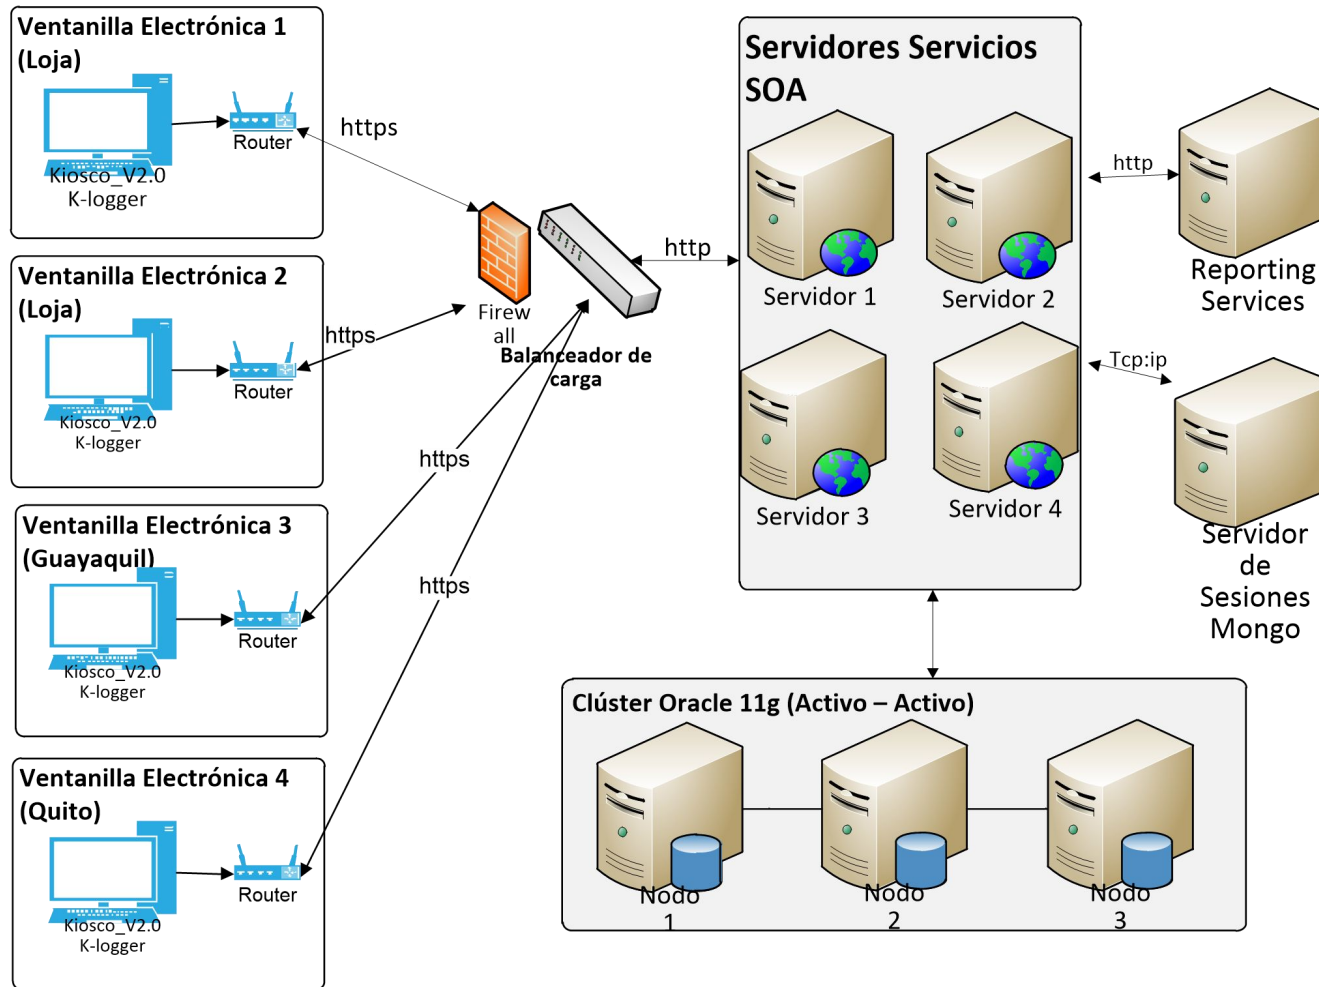 Ventanilla Electrónica 1
(Loja)
Router
Kiosco_V2.0
K-logger
https
Ventanilla Electrónica 2
(Loja)
Router
Kiosco_V2.0
K-logger
https
Ventanilla Electrónica 3
(Guayaquil)
Router
Kiosco_V2.0
K-logger
https
Ventanilla Electrónica 4
(Quito)
Router
Kiosco_V2.0
K-logger
https
Firew
all
Balanceador de
carga
http
Servidores Servicios
SOA
Servidor 1
Servidor 2
Servidor 3
Servidor 4
http
Reporting
Services
Tcp:ip
Servidor
de
Sesiones
Mongo
Clúster Oracle 11g (Activo – Activo)
Nodo
1
Nodo
2
Nodo
3